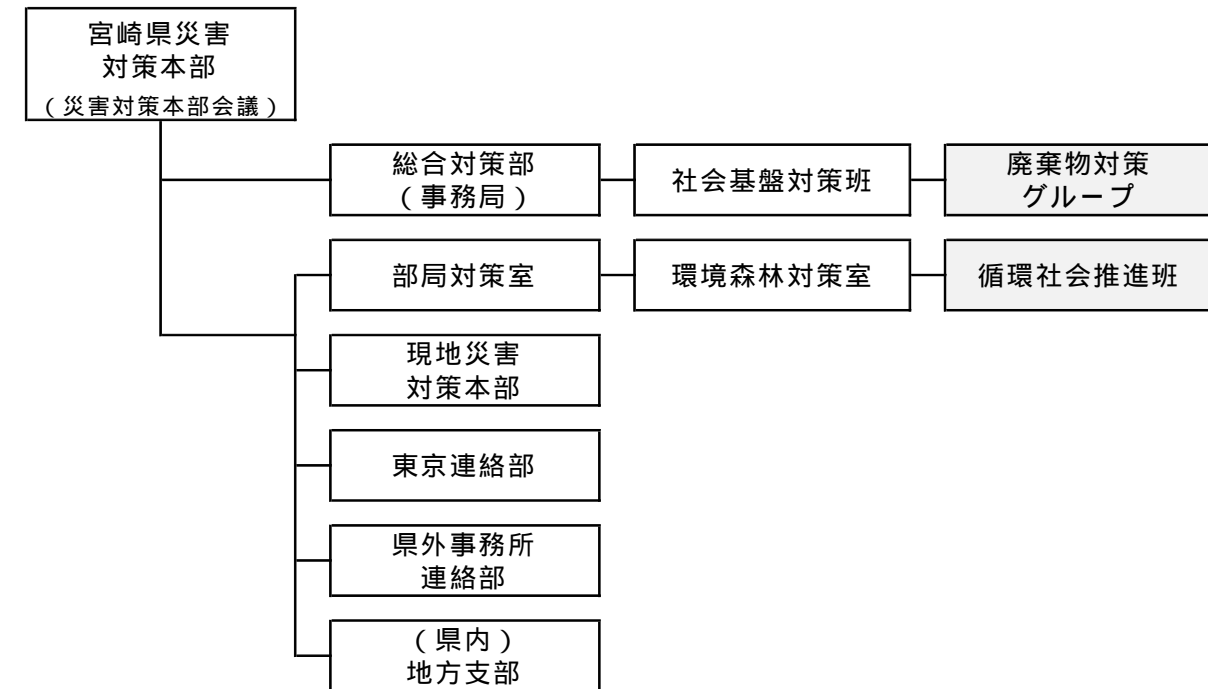 宮崎県災害
対策本部
（災害対策本部会議）
総合対策部
（事務局）
社会基盤対策班
廃棄物対策
グループ
部局対策室
環境森林対策室
循環社会推進班
現地災害
対策本部
東京連絡部
県外事務所
連絡部
（県内）
地方支部